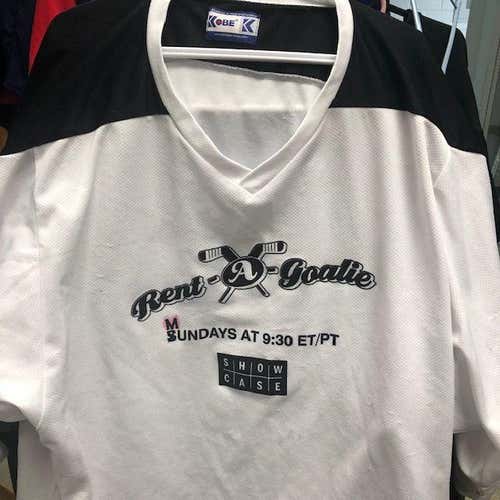 KOBE K
Rent-A-Goalie
M
SUNDAYS AT 9:30 ET/PT
SHOW
CASE